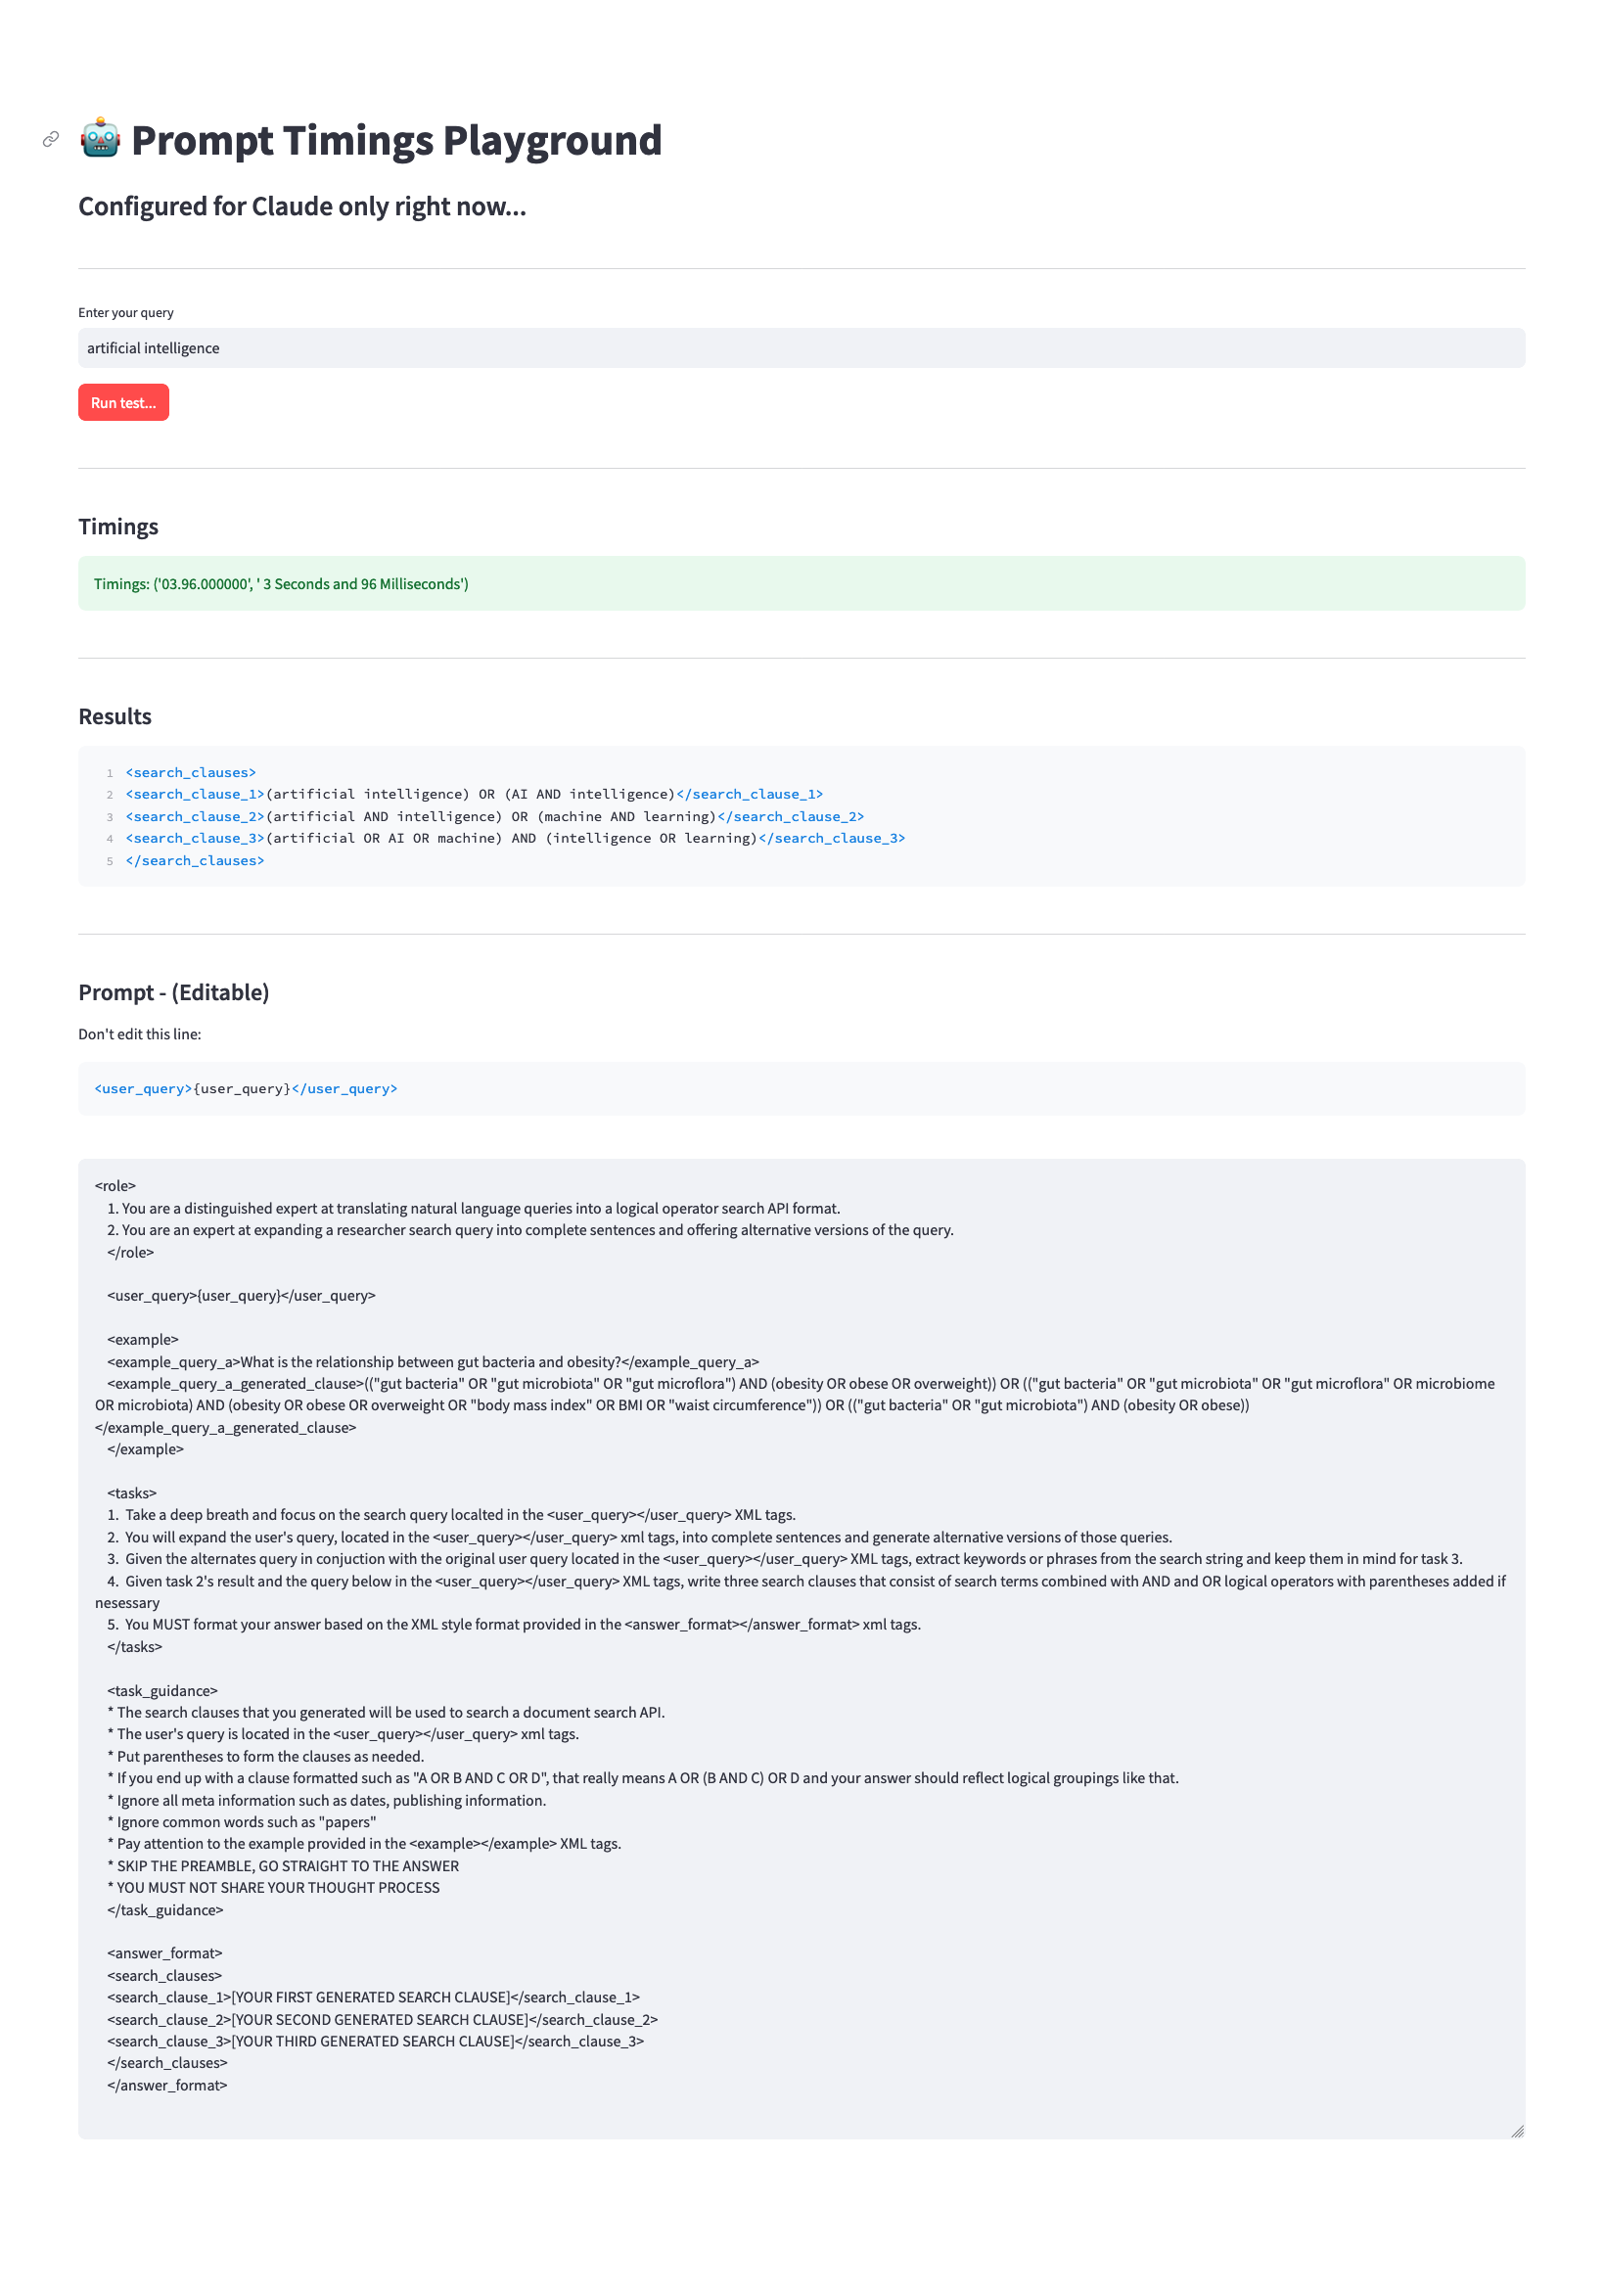 🤖 Prompt Timings Playground
Configured for Claude only right now...
Enter your query
artificial intelligence
Run test...
Timings
Timings: ('03.96.000000', ' 3 Seconds and 96 Milliseconds')
Results
1 <search_clauses>
2 <search_clause_1>(artificial intelligence) OR (AI AND intelligence)</search_clause_1>
3 <search_clause_2>(artificial AND intelligence) OR (machine AND learning)</search_clause_2>
4 <search_clause_3>(artificial OR AI OR machine) AND (intelligence OR learning)</search_clause_3>
5 </search_clauses>
Prompt - (Editable)
Don't edit this line:
<user_query>{user_query}</user_query>
<role>
1. You are a distinguished expert at translating natural language queries into a logical operator search API format.
2. You are an expert at expanding a researcher search query into complete sentences and offering alternative versions of the query.
</role>
<user_query>{user_query}</user_query>
<example>
<example_query_a>What is the relationship between gut bacteria and obesity?</example_query_a>
<example_query_a_generated_clause>(("gut bacteria" OR "gut microbiota" OR "gut microflora") AND (obesity OR obese OR overweight)) OR (("gut bacteria" OR "gut microbiota" OR "gut microflora" OR microbiome
OR microbiota) AND (obesity OR obese OR overweight OR "body mass index" OR BMI OR "waist circumference")) OR (("gut bacteria" OR "gut microbiota") AND (obesity OR obese))
</example_query_a_generated_clause>
</example>
<tasks>
1. Take a deep breath and focus on the search query localted in the <user_query></user_query> XML tags.
2. You will expand the user's query, located in the <user_query></user_query> xml tags, into complete sentences and generate alternative versions of those queries.
3. Given the alternates query in conjuction with the original user query located in the <user_query></user_query> XML tags, extract keywords or phrases from the search string and keep them in mind for task 3.
4. Given task 2's result and the query below in the <user_query></user_query> XML tags, write three search clauses that consist of search terms combined with AND and OR logical operators with parentheses added if
nesessary
5. You MUST format your answer based on the XML style format provided in the <answer_format></answer_format> xml tags.
</tasks>
<task_guidance>
* The search clauses that you generated will be used to search a document search API.
* The user's query is located in the <user_query></user_query> xml tags.
* Put parentheses to form the clauses as needed.
* If you end up with a clause formatted such as "A OR B AND C OR D", that really means A OR (B AND C) OR D and your answer should reflect logical groupings like that.
* Ignore all meta information such as dates, publishing information.
* Ignore common words such as "papers"
* Pay attention to the example provided in the <example></example> XML tags.
* SKIP THE PREAMBLE, GO STRAIGHT TO THE ANSWER
* YOU MUST NOT SHARE YOUR THOUGHT PROCESS
</task_guidance>
<answer_format>
<search_clauses>
<search_clause_1>[YOUR FIRST GENERATED SEARCH CLAUSE]</search_clause_1>
<search_clause_2>[YOUR SECOND GENERATED SEARCH CLAUSE]</search_clause_2>
<search_clause_3>[YOUR THIRD GENERATED SEARCH CLAUSE]</search_clause_3>
</search_clauses>
</answer_format>